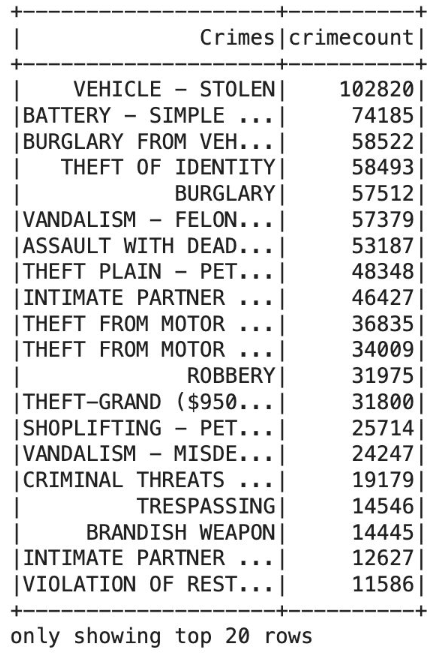 +--------------------+----------+
|              Crimes|crimecount|
+--------------------+----------+
|    VEHICLE - STOLEN|    102820|
|BATTERY - SIMPLE ...|     74185|
|BURGLARY FROM VEH...|     58522|
|   THEFT OF IDENTITY|     58493|
|            BURGLARY|     57512|
|VANDALISM - FELON...|     57379|
|ASSAULT WITH DEAD...|     53187|
|THEFT PLAIN - PET...|     48348|
|INTIMATE PARTNER ...|     46427|
|THEFT FROM MOTOR ...|     36835|
|THEFT FROM MOTOR ...|     34009|
|             ROBBERY|     31975|
|THEFT-GRAND ($950...|     31800|
|SHOPLIFTING - PET...|     25714|
|VANDALISM - MISDE...|     24247|
|CRIMINAL THREATS ...|     19179|
|         TRESPASSING|     14546|
|     BRANDISH WEAPON|     14445|
|INTIMATE PARTNER ...|     12627|
|VIOLATION OF REST...|     11586|
+--------------------+----------+
only showing top 20 rows